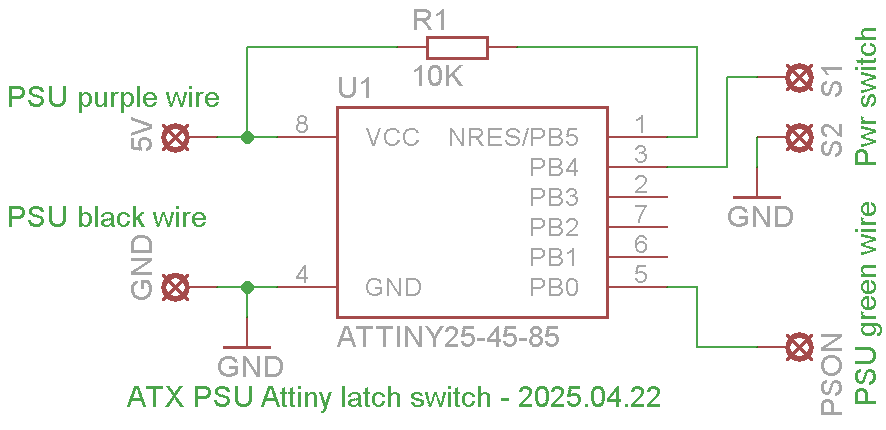 R1
10K
PSU purple wire
5V
U1
8
VCC
NRES/PB5
1
PB4
3
PB3
2
PB2
7
PB1
6
PB0
5
S1
S2
Pwr switch
GND
PSU black wire
GND
4
GND
GND
ATTINY25-45-85
PSON
PSU green wire
ATX PSU Attiny latch switch - 2025.04.22